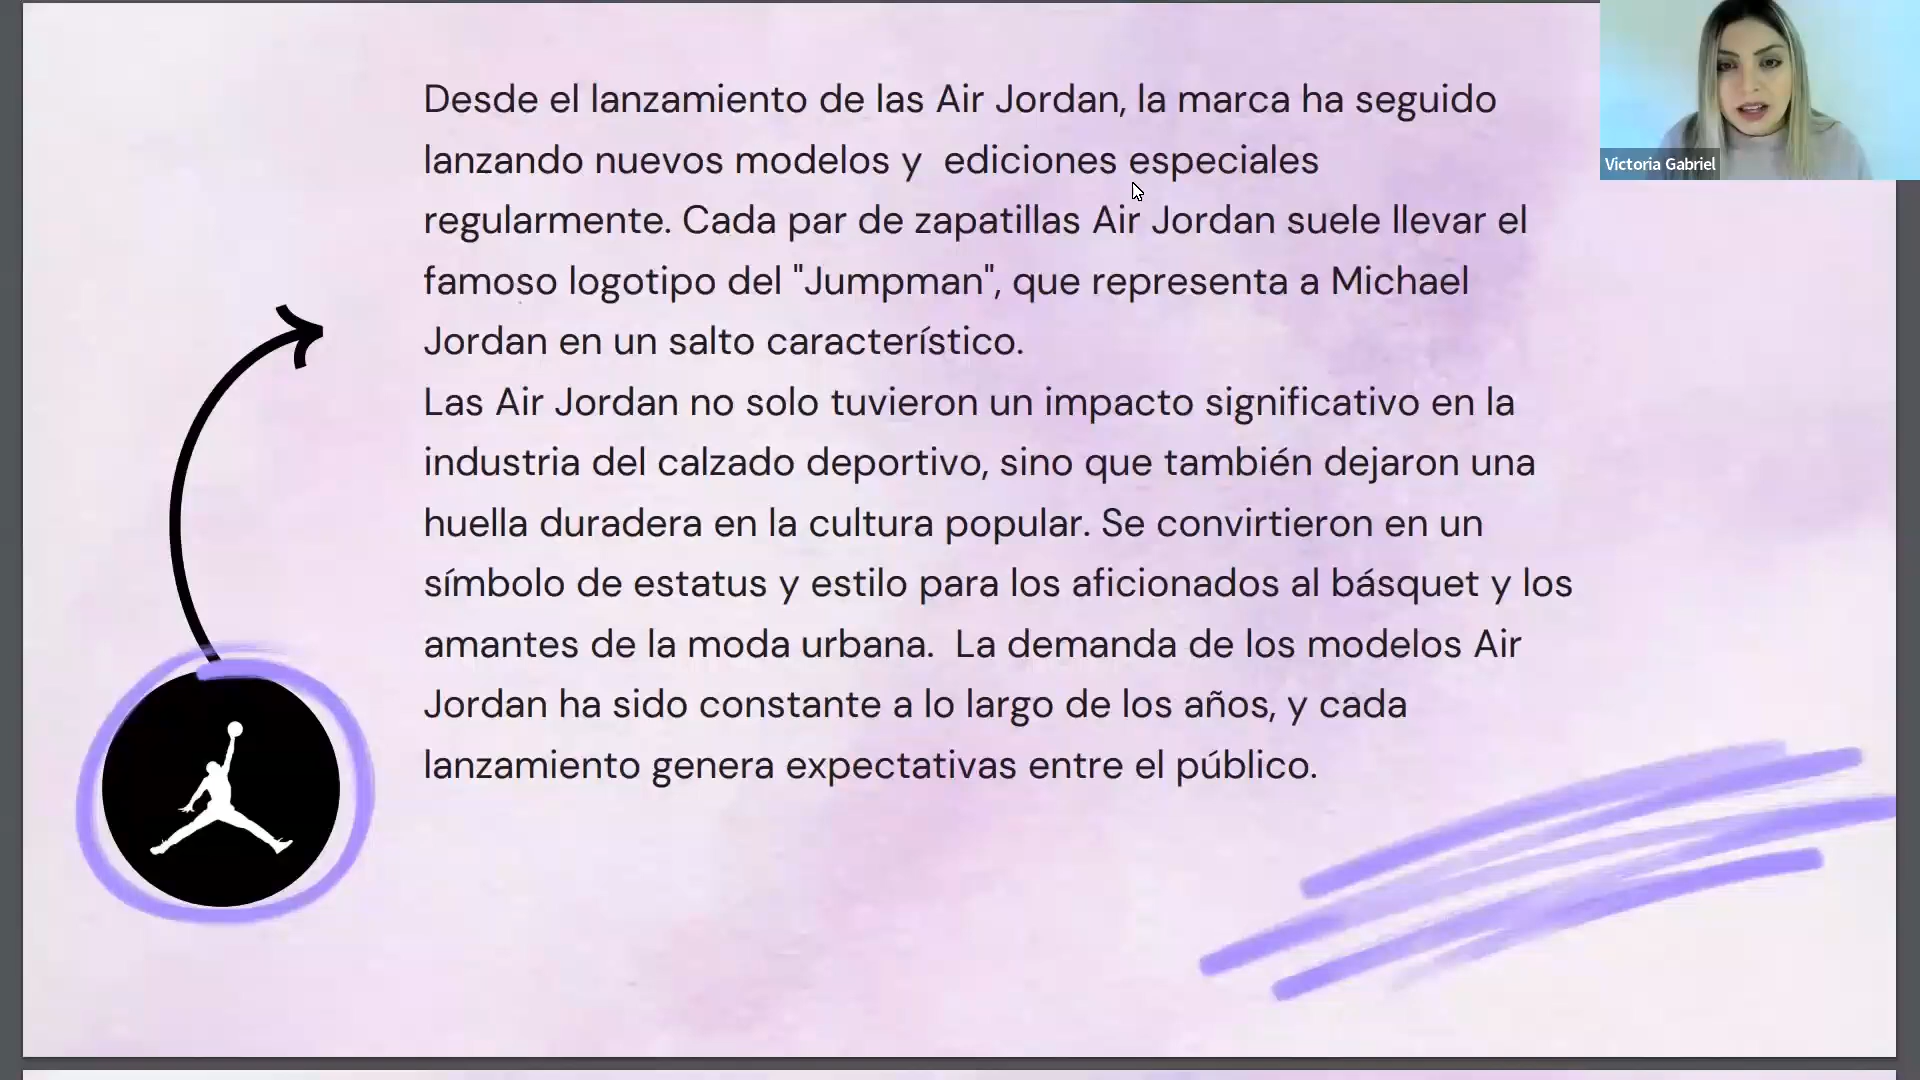 Desde el lanzamiento de las Air Jordan, la marca ha seguido
lanzando nuevos modelos y  ediciones especiales
regularmente. Cada par de zapatillas Air Jordan suele llevar el
famoso logotipo del "Jumpman", que representa a Michael
Jordan en un salto característico.
Las Air Jordan no solo tuvieron un impacto significativo en la
industria del calzado deportivo, sino que también dejaron una
huella duradera en la cultura popular. Se convirtieron en un
símbolo de estatus y estilo para los aficionados al básquet y los
amantes de la moda urbana.  La demanda de los modelos Air
Jordan ha sido constante a lo largo de los años, y cada
lanzamiento genera expectativas entre el público.
Victoria Gabriel